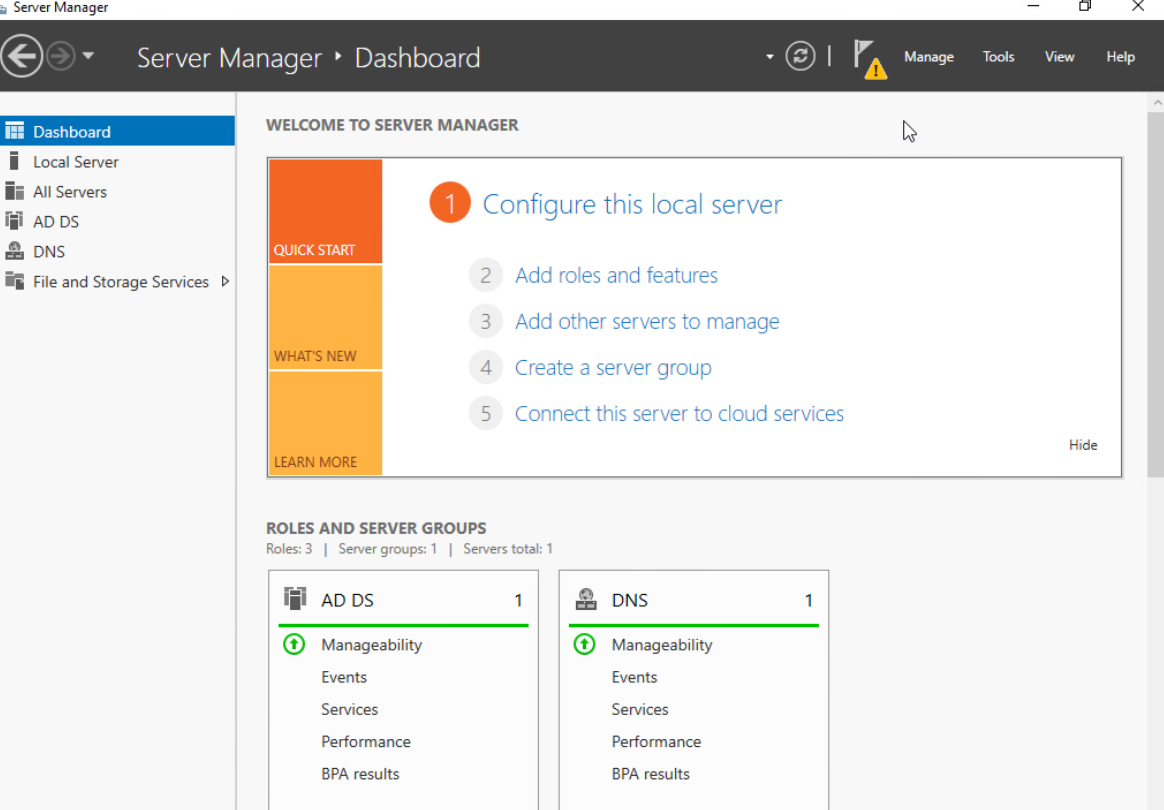 Server Manager
Server Manager ‣ Dashboard
Manage
Tools
View
Help
Dashboard
Local Server
All Servers
AD DS
DNS
File and Storage Services
WELCOME TO SERVER MANAGER
QUICK START
WHAT'S NEW
LEARN MORE
1 Configure this local server
2 Add roles and features
3 Add other servers to manage
4 Create a server group
5 Connect this server to cloud services
Hide
ROLES AND SERVER GROUPS
Roles: 3 | Server groups: 1 | Servers total: 1
AD DS 1
Manageability
Events
Services
Performance
BPA results
DNS 1
Manageability
Events
Services
Performance
BPA results